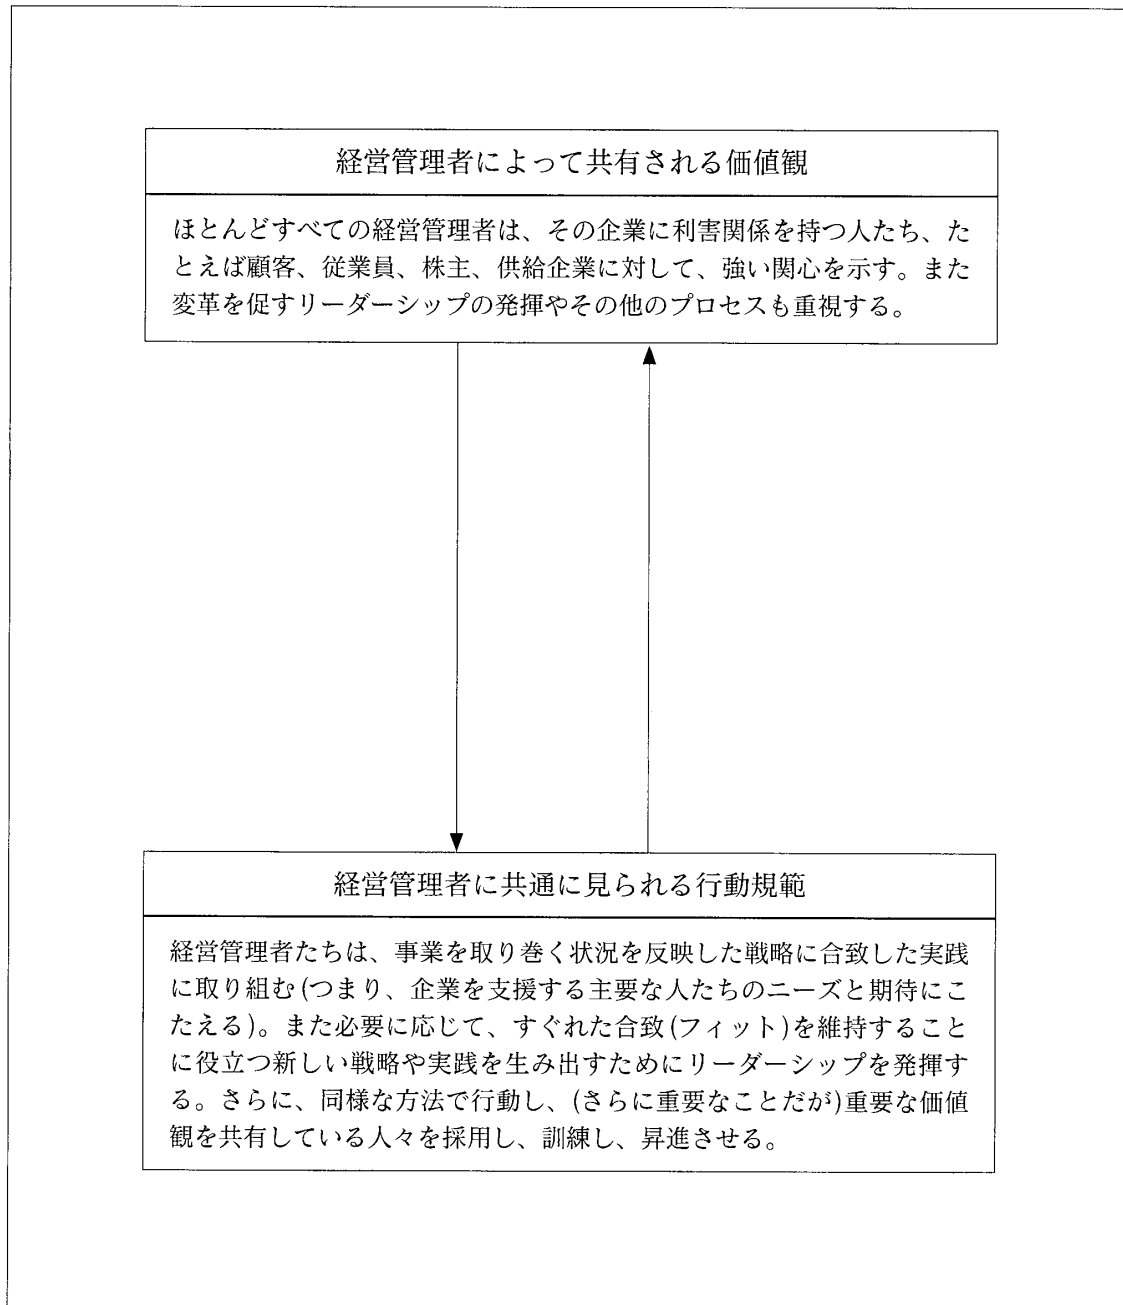 経営管理者によって共有される価値観
ほとんどすべての経営管理者は、その企業に利害関係を持つ人たち、た
とえば顧客、従業員、株主、供給企業に対して、強い関心を示す。また
変革を促すリーダーシップの発揮やその他のプロセスも重視する。
経営管理者に共通に見られる行動規範
経営管理者たちは、事業を取り巻く状況を反映した戦略に合致した実践
に取り組む(つまり、企業を支援する主要な人たちのニーズと期待にこ
たえる)。また必要に応じて、すぐれた合致(フィット)を維持すること
に役立つ新しい戦略や実践を生み出すためにリーダーシップを発揮す
る。さらに、同様な方法で行動し、(さらに重要なことだが)重要な価値
観を共有している人々を採用し、訓練し、昇進させる。